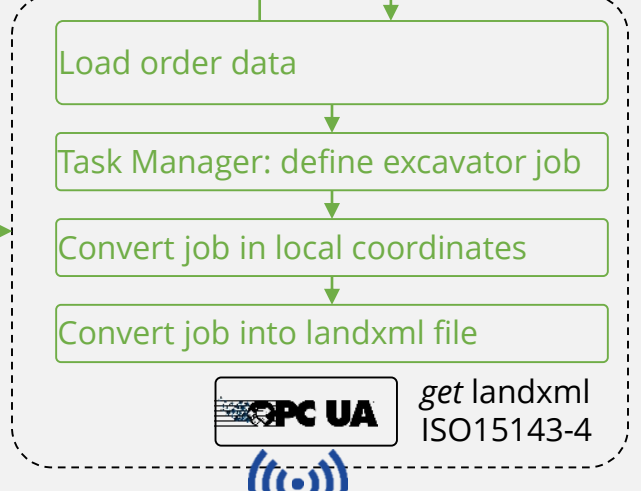 Load order data
Task Manager: define excavator job
Convert job in local coordinates
Convert job into landxml file
OPC UA
get landxml
ISO15143-4